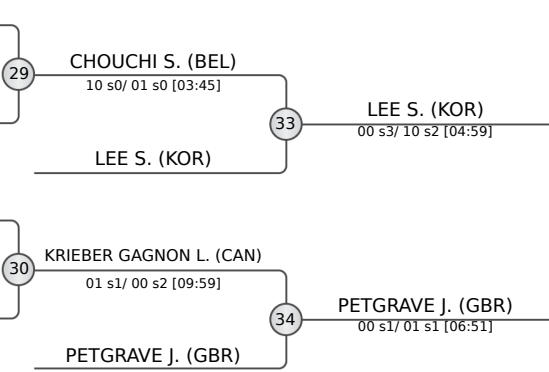 29
CHOUCHI S. (BEL)
10 s0/ 01 s0 [03:45]
33
LEE S. (KOR)
00 s3/ 10 s2 [04:59]
LEE S. (KOR)
30
KRIEBER GAGNON L. (CAN)
01 s1/ 00 s2 [09:59]
34
PETGRAVE J. (GBR)
00 s1/ 01 s1 [06:51]
PETGRAVE J. (GBR)